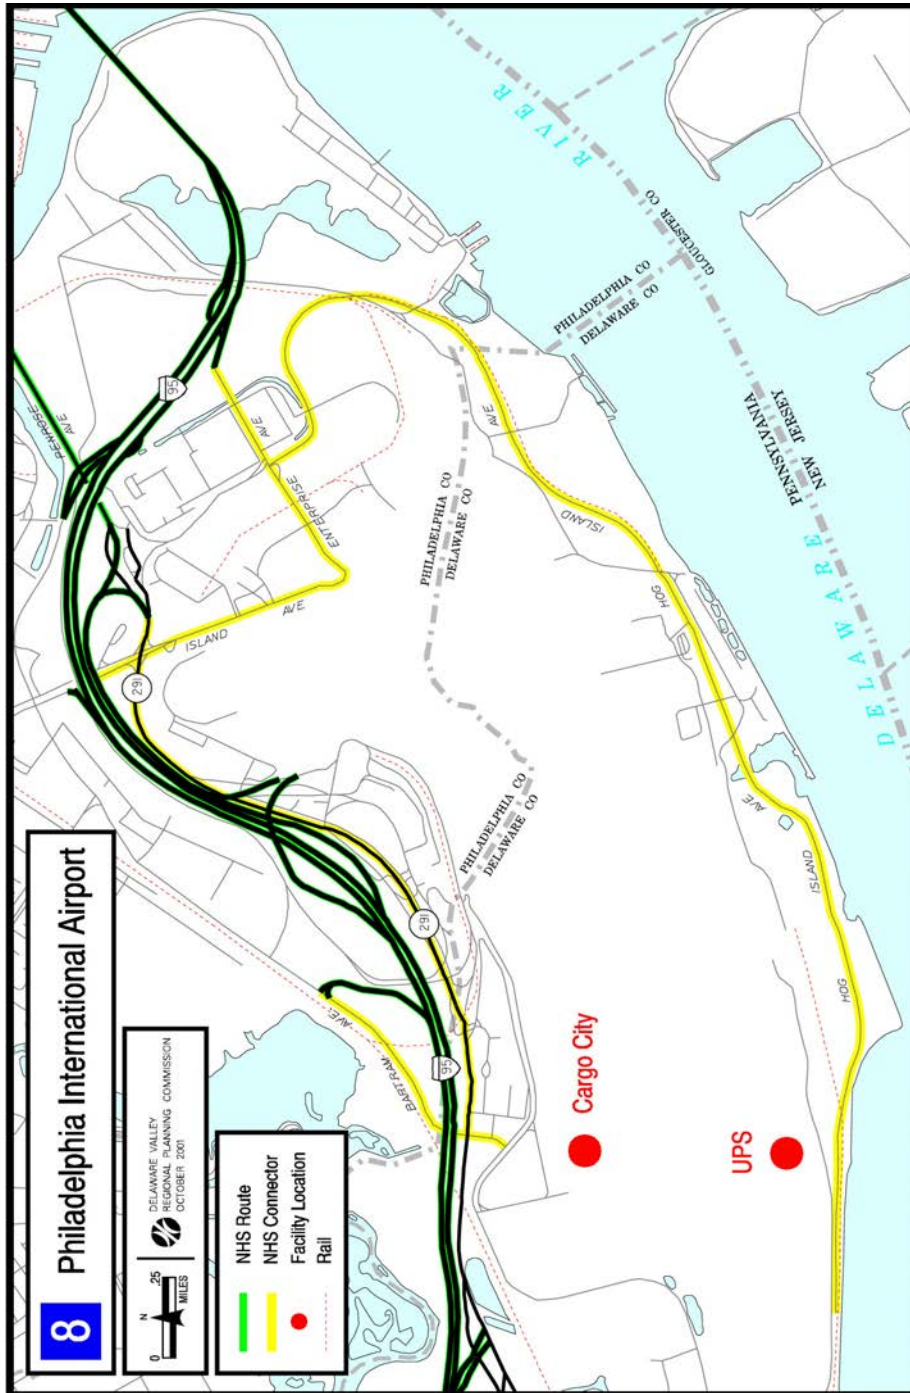 8 Philadelphia International Airport
0 .25
N
MILES
DELAWARE VALLEY
REGIONAL PLANNING COMMISSION
OCTOBER 2001
NHS Route
NHS Connector
Facility Location
Rail
PENROSE
AVE
95
ENTERPRISE
AVE
ISLAND
AVE
291
291
95
BARTRAM
AVE.
HOG
ISLAND
AVE
HOG
ISLAND
AVE
PHILADELPHIA CO
DELAWARE CO
PHILADELPHIA CO
DELAWARE CO
PHILADELPHIA CO
DELAWARE CO
GLOUCESTER CO
PENNSYLVANIA
NEW JERSEY
DELAWARE
RIVER
Cargo City
UPS